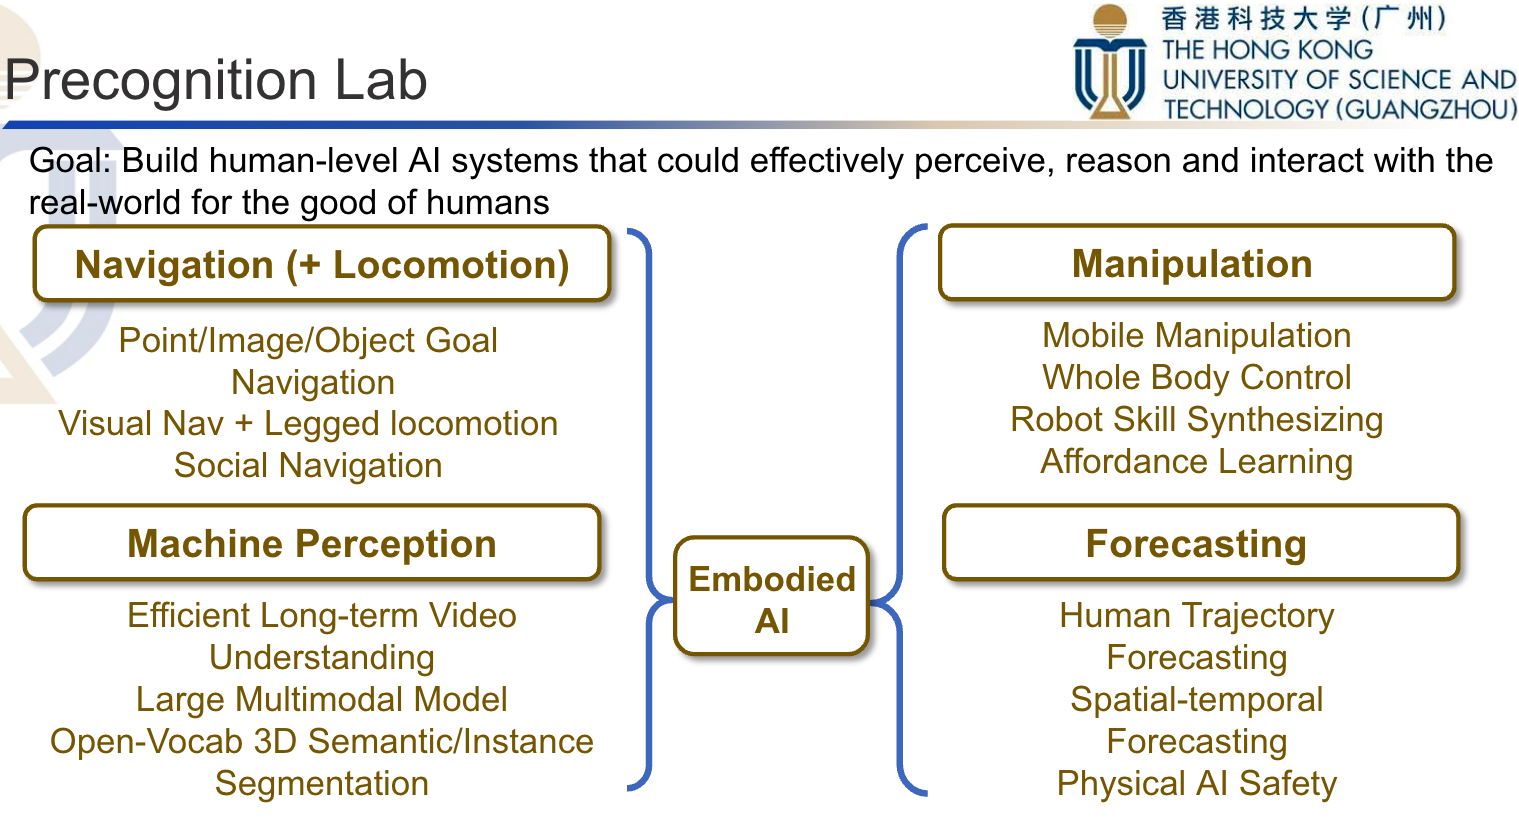 Precognition Lab
香港科技大学(广州)
THE HONG KONG
UNIVERSITY OF SCIENCE AND
TECHNOLOGY (GUANGZHOU)
Goal: Build human-level AI systems that could effectively perceive, reason and interact with the
real-world for the good of humans
Navigation (+ Locomotion)
Point/Image/Object Goal
Navigation
Visual Nav + Legged locomotion
Social Navigation
Machine Perception
Efficient Long-term Video
Understanding
Large Multimodal Model
Open-Vocab 3D Semantic/Instance
Segmentation
Embodied
AI
Manipulation
Mobile Manipulation
Whole Body Control
Robot Skill Synthesizing
Affordance Learning
Forecasting
Human Trajectory
Forecasting
Spatial-temporal
Forecasting
Physical AI Safety